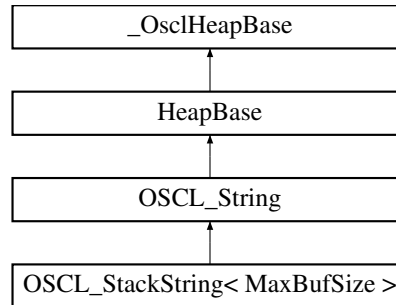 _OsclHeapBase
HeapBase
OSCL_String
OSCL_StackString< MaxBufSize >